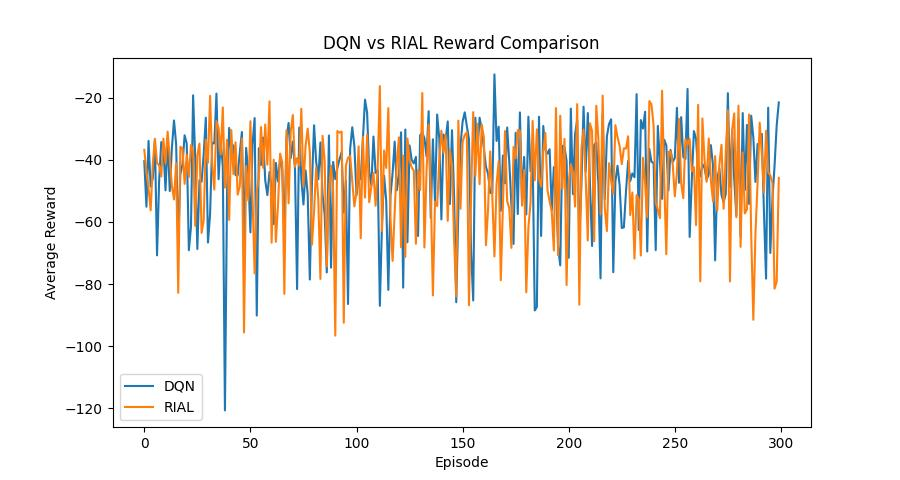 DQN vs RIAL Reward Comparison
Average Reward
−20
−40
−60
−80
−100
−120
DQN
RIAL
0 50 100 150 200 250 300
Episode